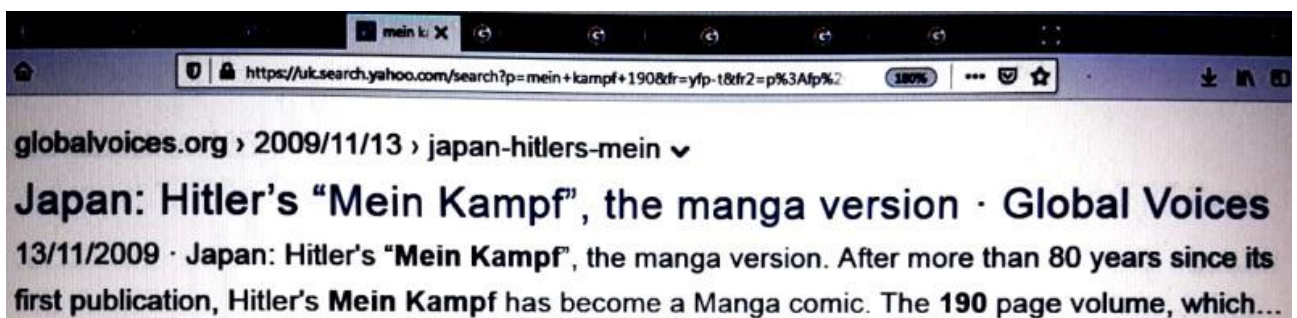 mein k
https://uk.search.yahoo.com/search?p=mein+kampf+190&fr=yfp-t&fr2=p%3Afp%2
180%
globalvoices.org › 2009/11/13 › japan-hitlers-mein
Japan: Hitler's “Mein Kampf”, the manga version · Global Voices
13/11/2009 · Japan: Hitler's “Mein Kampf”, the manga version. After more than 80 years since its
first publication, Hitler's Mein Kampf has become a Manga comic. The 190 page volume, which...